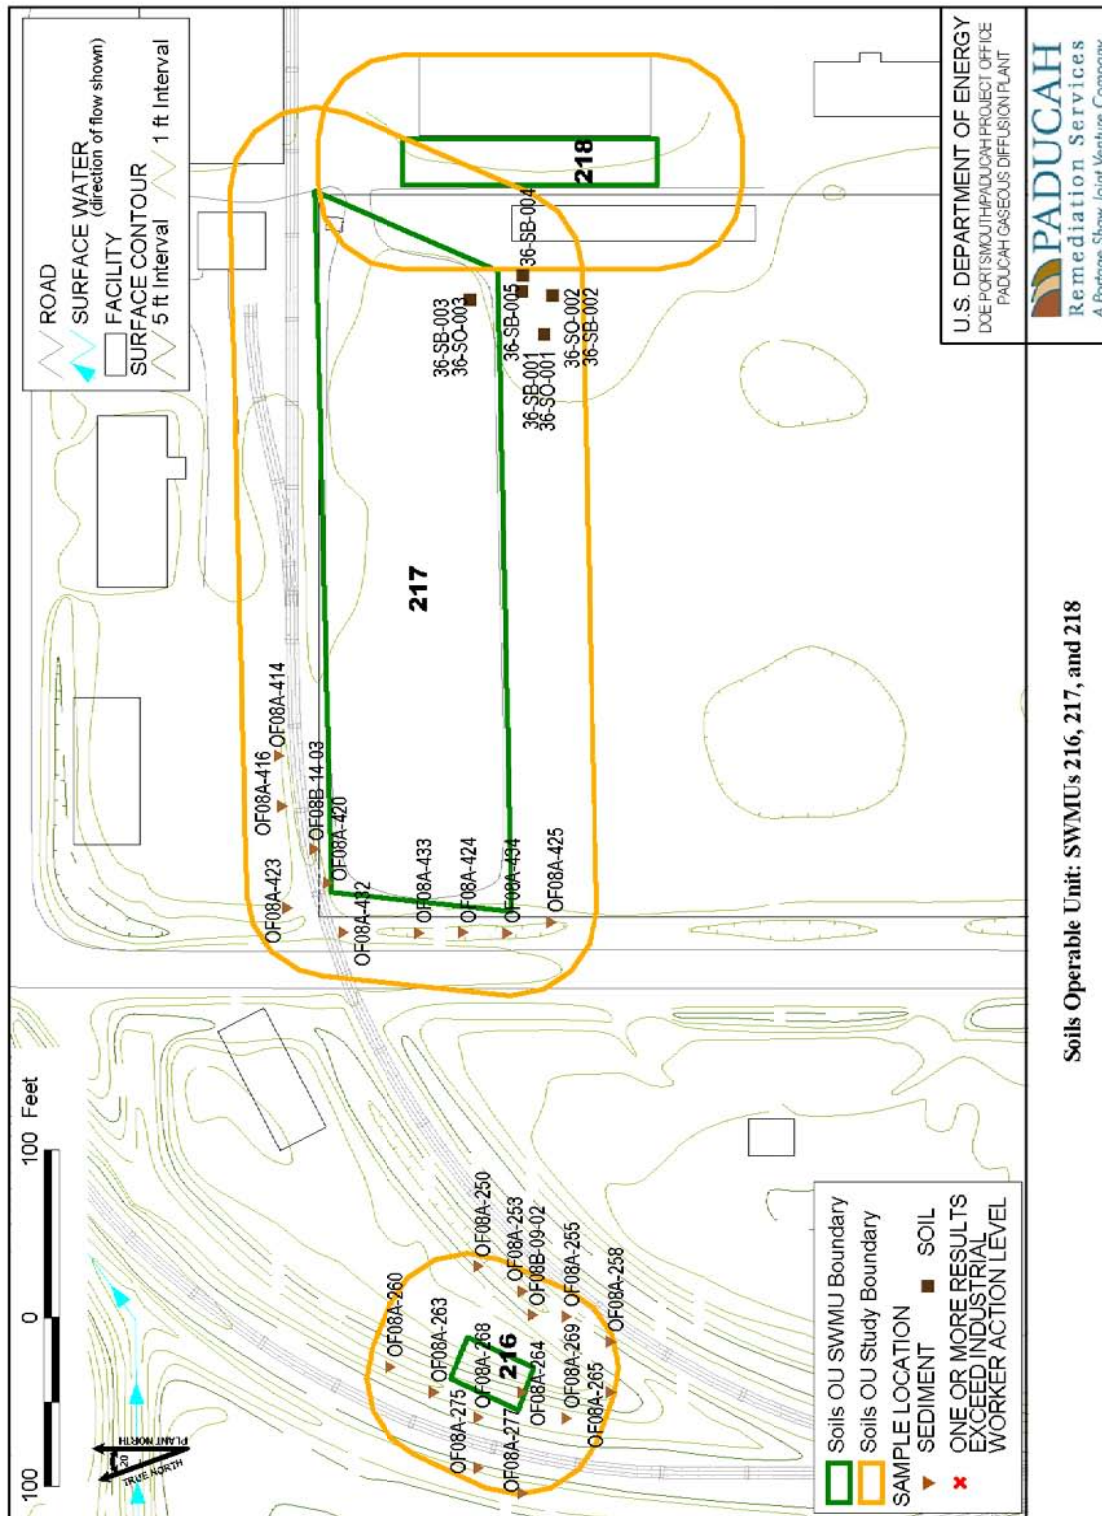 100 0 100 Feet
TRUE NORTH
PLANT NORTH
20
ROAD
SURFACE WATER
(direction of flow shown)
FACILITY
SURFACE CONTOUR
5 ft Interval 1 ft Interval
OF08A-423
OF08A-416
OF08A-414
OF08B-14-03
OF08A-420
OF08A-432
OF08A-433
OF08A-424
OF08A-434
OF08A-425
217
218
36-SB-003
36-SO-003
36-SB-004
36-SB-005
36-SB-001
36-SO-001
36-SO-002
36-SB-002
OF08A-260
OF08A-263
OF08A-250
OF08A-275
OF08A-268
OF08A-253
216
OF08B-09-02
OF08A-277
OF08A-264
OF08A-255
OF08A-269
OF08A-265
OF08A-258
Soils OU SWMU Boundary
Soils OU Study Boundary
SAMPLE LOCATION
SEDIMENT SOIL
ONE OR MORE RESULTS
EXCEED INDUSTRIAL
WORKER ACTION LEVEL
U.S. DEPARTMENT OF ENERGY
DOE PORTSMOUTH/PADUCAH PROJECT OFFICE
PADUCAH GASEOUS DIFFUSION PLANT
PADUCAH
Remediation Services
A Portage Shaw Joint Venture Company
Soils Operable Unit: SWMUs 216, 217, and 218